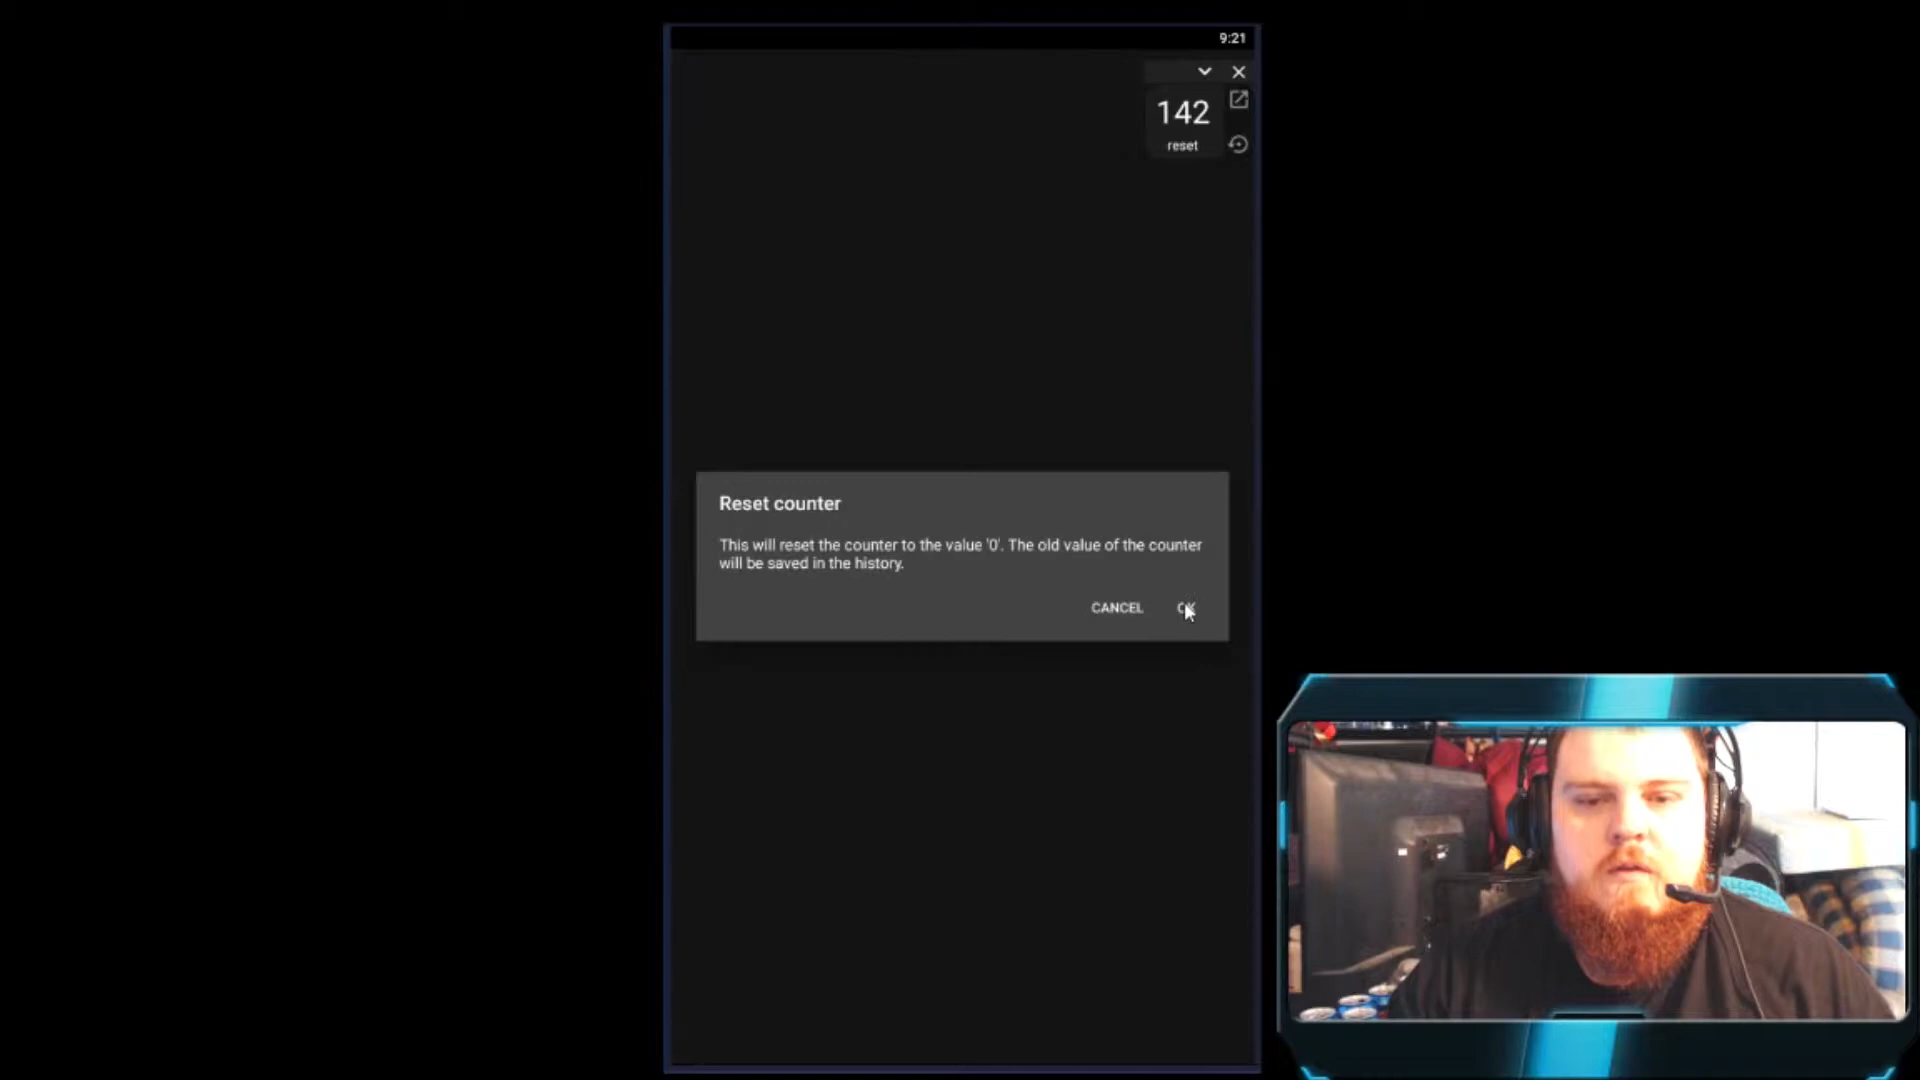 9:21
142
reset
Reset counter
This will reset the counter to the value '0'. The old value of the counter
will be saved in the history.
CANCEL OK